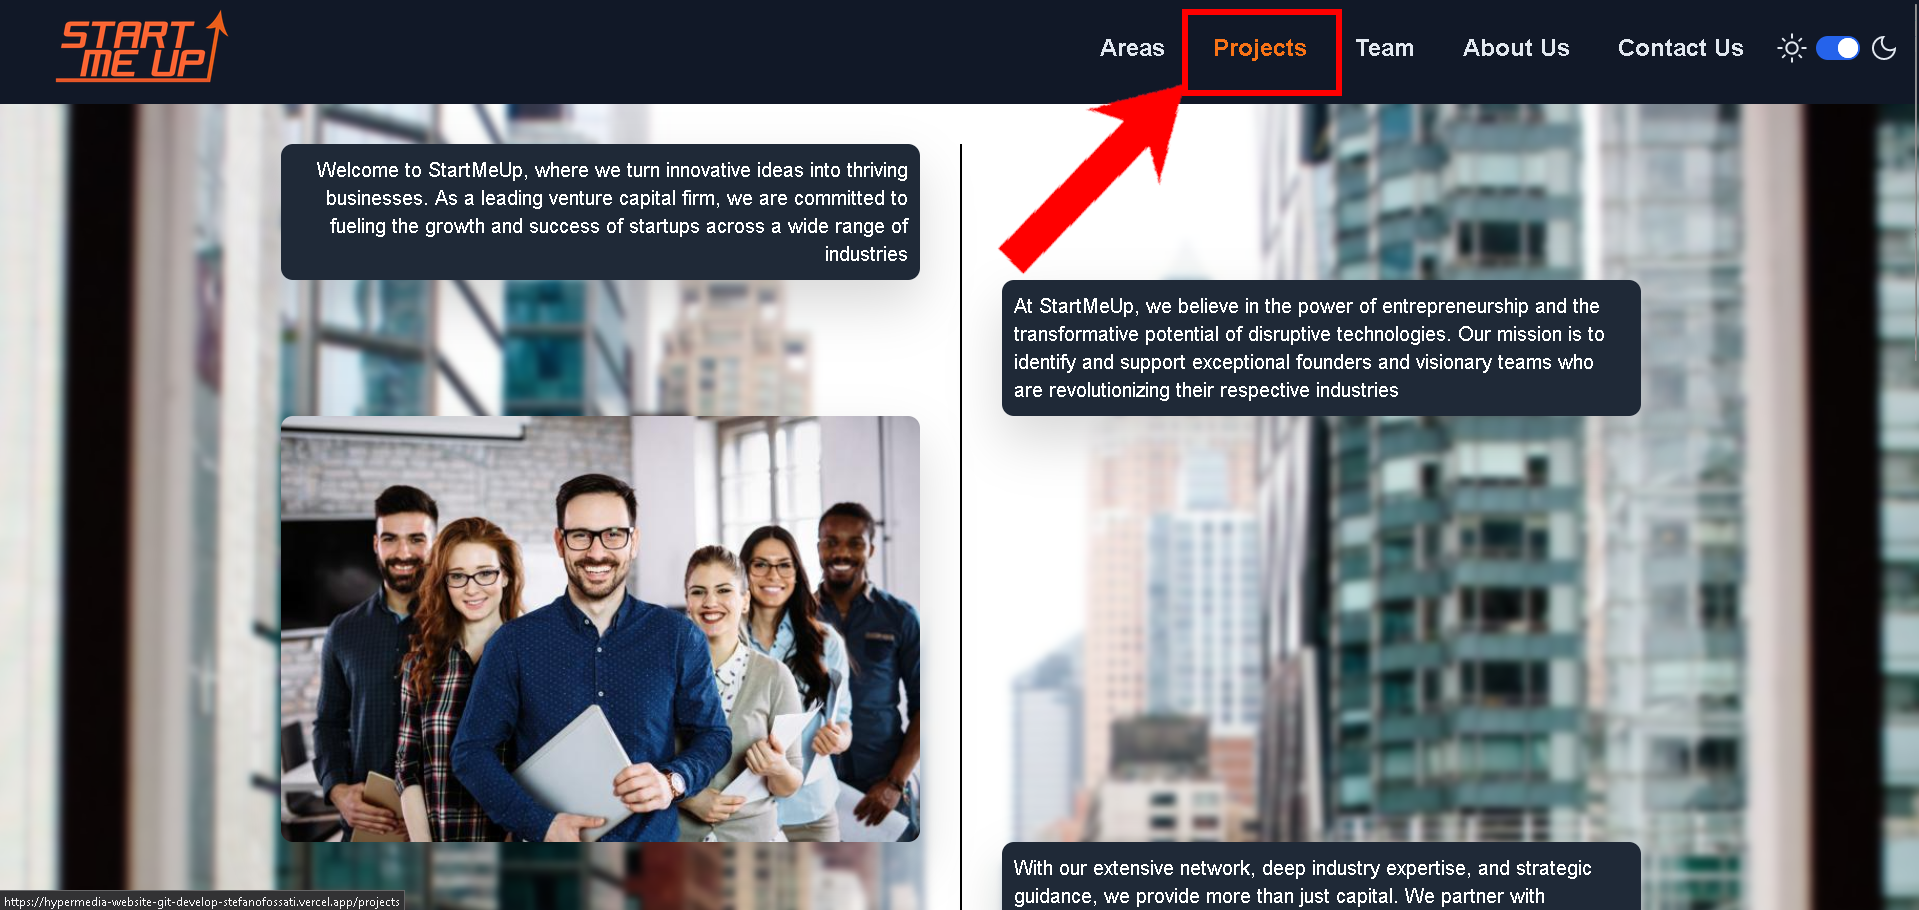 START
ME UP
Areas
Projects
Team
About Us
Contact Us
Welcome to StartMeUp, where we turn innovative ideas into thriving
businesses. As a leading venture capital firm, we are committed to
fueling the growth and success of startups across a wide range of
industries
At StartMeUp, we believe in the power of entrepreneurship and the
transformative potential of disruptive technologies. Our mission is to
identify and support exceptional founders and visionary teams who
are revolutionizing their respective industries
With our extensive network, deep industry expertise, and strategic
guidance, we provide more than just capital. We partner with
https://hypermedia-website-git-develop-stefanofossati.vercel.app/projects